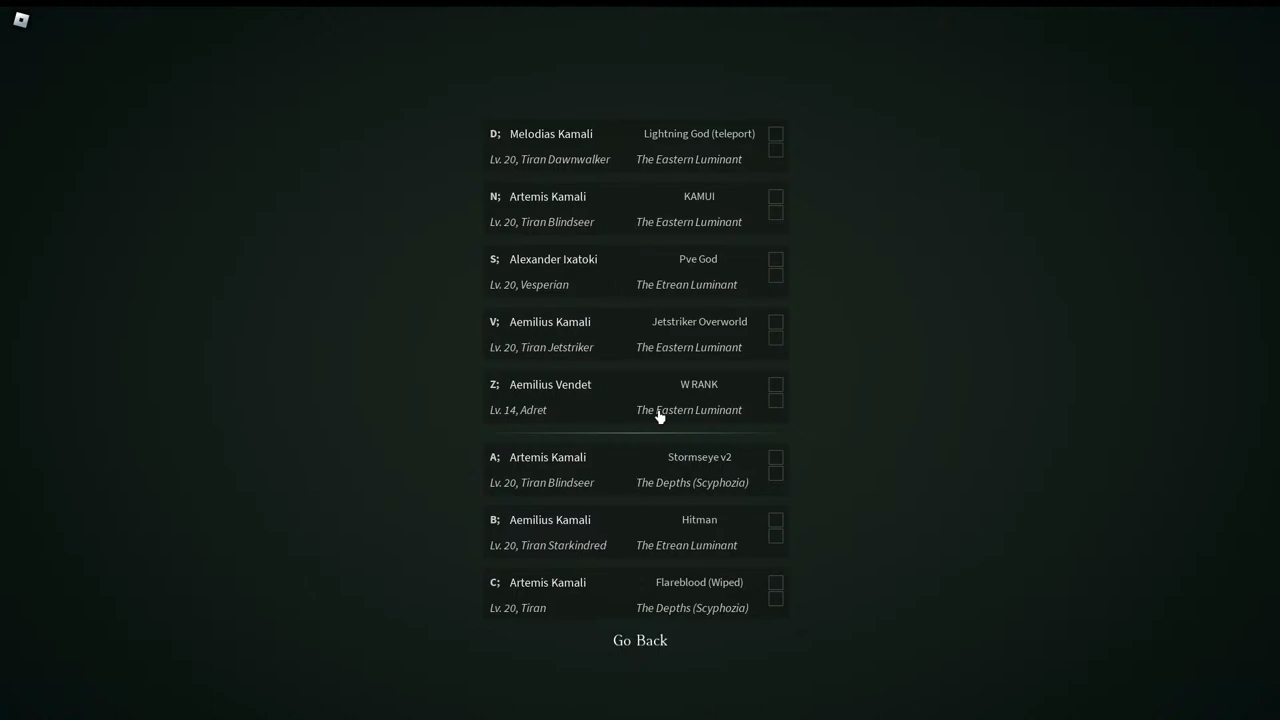 D; Melodias Kamali Lightning God (teleport)
Lv. 20, Tiran Dawnwalker The Eastern Luminant
N; Artemis Kamali KAMUI
Lv. 20, Tiran Blindseer The Eastern Luminant
S; Alexander Ixatoki Pve God
Lv. 20, Vesperian The Etrean Luminant
V; Aemilius Kamali Jetstriker Overworld
Lv. 20, Tiran Jetstriker The Eastern Luminant
Z; Aemilius Vendet W RANK
Lv. 14, Adret The Eastern Luminant
A; Artemis Kamali Stormseye v2
Lv. 20, Tiran Blindseer The Depths (Scyphozia)
B; Aemilius Kamali Hitman
Lv. 20, Tiran Starkindred The Etrean Luminant
C; Artemis Kamali Flareblood (Wiped)
Lv. 20, Tiran The Depths (Scyphozia)
Go Back